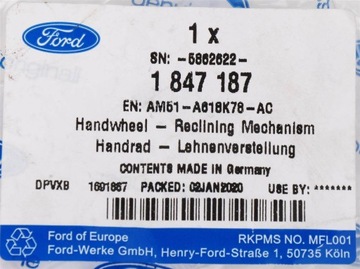 Ford
1 x
SN: -5862622-
1 847 187
EN: AM51-A618K78-AC
Handwheel - Reclining Mechanism
Handrad - Lehnenverstellung
CONTENTS MADE IN Germany
DPVXB 1691867 PACKED: 02JAN2020 USE BY: *******
Ford of Europe RKPMS NO. MFL001
Ford-Werke GmbH, Henry-Ford-Straße 1, 50735 Köln